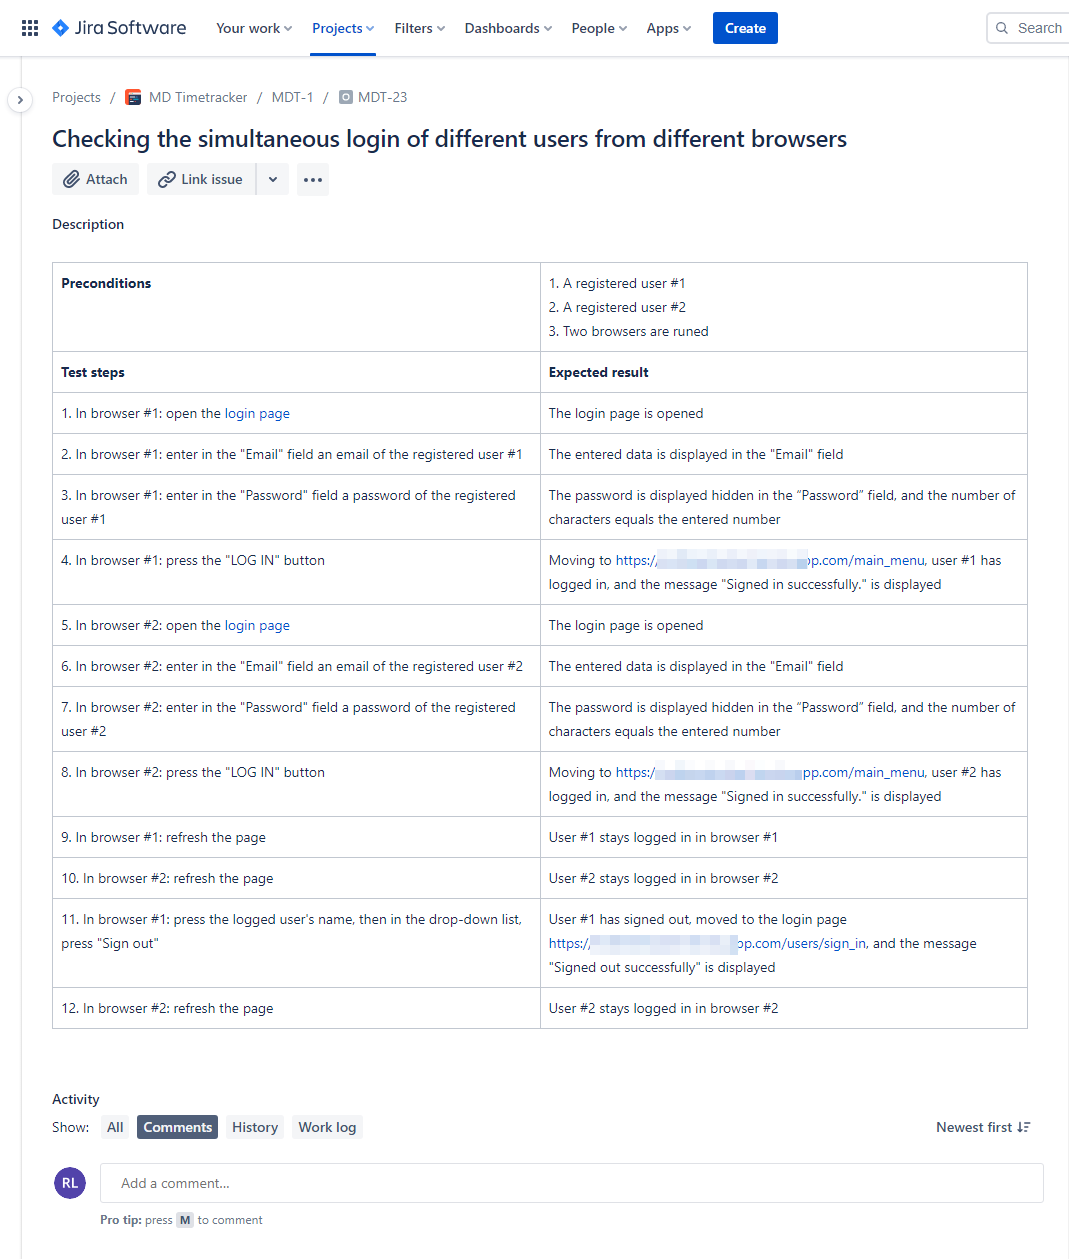 Jira Software Your work Projects Filters Dashboards People Apps Create Search
Projects / MD Timetracker / MDT-1 / MDT-23
Checking the simultaneous login of different users from different browsers
Attach Link issue
Description
Preconditions
1. A registered user #1
2. A registered user #2
3. Two browsers are runed
Test steps Expected result
1. In browser #1: open the login page The login page is opened
2. In browser #1: enter in the "Email" field an email of the registered user #1 The entered data is displayed in the "Email" field
3. In browser #1: enter in the "Password" field a password of the registered
user #1
The password is displayed hidden in the “Password” field, and the number of
characters equals the entered number
4. In browser #1: press the "LOG IN" button
Moving to https:/ pp.com/main_menu, user #1 has
logged in, and the message "Signed in successfully." is displayed
5. In browser #2: open the login page The login page is opened
6. In browser #2: enter in the "Email" field an email of the registered user #2 The entered data is displayed in the "Email" field
7. In browser #2: enter in the "Password" field a password of the registered
user #2
The password is displayed hidden in the “Password” field, and the number of
characters equals the entered number
8. In browser #2: press the "LOG IN" button
Moving to https:/ pp.com/main_menu, user #2 has
logged in, and the message "Signed in successfully." is displayed
9. In browser #1: refresh the page User #1 stays logged in in browser #1
10. In browser #2: refresh the page User #2 stays logged in in browser #2
11. In browser #1: press the logged user's name, then in the drop-down list,
press "Sign out"
User #1 has signed out, moved to the login page
https:/ pp.com/users/sign_in, and the message
"Signed out successfully" is displayed
12. In browser #2: refresh the page User #2 stays logged in in browser #2
Activity
Show: All Comments History Work log Newest first
RL Add a comment...
Pro tip: press M to comment